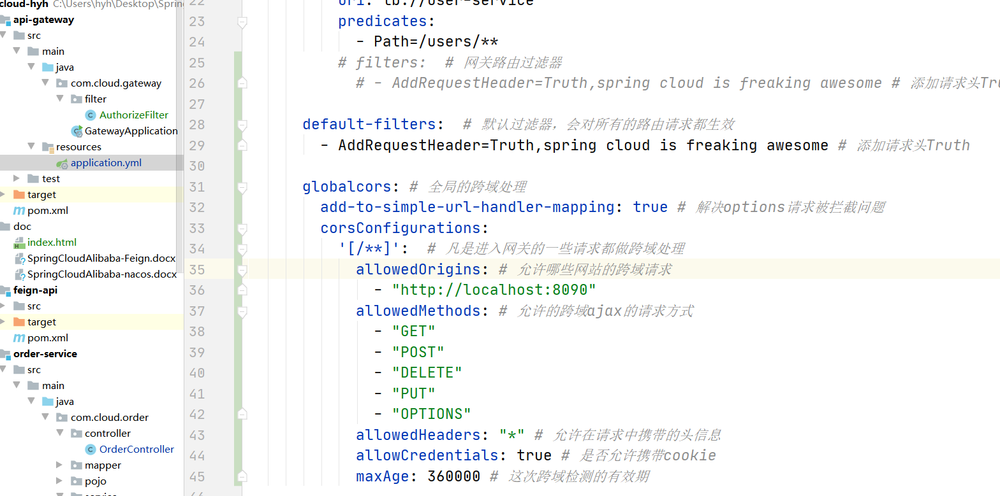 cloud-hyh C:\Users\hyh\Desktop\Spring
api-gateway
src
main
java
com.cloud.gateway
filter
AuthorizeFilter
GatewayApplication
resources
application.yml
test
target
pom.xml
doc
index.html
SpringCloudAlibaba-Feign.docx
SpringCloudAlibaba-nacos.docx
feign-api
src
target
pom.xml
order-service
src
main
java
com.cloud.order
controller
OrderController
mapper
pojo
service
22 uri: lb://user-service
23 predicates:
24 - Path=/users/**
25 # filters: # 网关路由过滤器
26 # - AddRequestHeader=Truth,spring cloud is freaking awesome # 添加请求头Tru
27
28 default-filters: # 默认过滤器，会对所有的路由请求都生效
29 - AddRequestHeader=Truth,spring cloud is freaking awesome # 添加请求头Truth
30
31 globalcors: # 全局的跨域处理
32 add-to-simple-url-handler-mapping: true # 解决options请求被拦截问题
33 corsConfigurations:
34 '[/**]': # 凡是进入网关的一些请求都做跨域处理
35 allowedOrigins: # 允许哪些网站的跨域请求
36 - "http://localhost:8090"
37 allowedMethods: # 允许的跨域ajax的请求方式
38 - "GET"
39 - "POST"
40 - "DELETE"
41 - "PUT"
42 - "OPTIONS"
43 allowedHeaders: "*" # 允许在请求中携带的头信息
44 allowCredentials: true # 是否允许携带cookie
45 maxAge: 360000 # 这次跨域检测的有效期